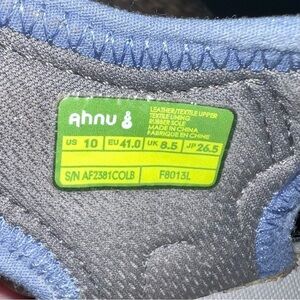 Ahnu
LEATHER/TEXTILE UPPER
TEXTILE LINING
RUBBER SOLE
MADE IN CHINA
FABRIQUE EN CHINE
US 10 EU 41.0 UK 8.5 JP 26.5
S/N AF2381COLB F8013L